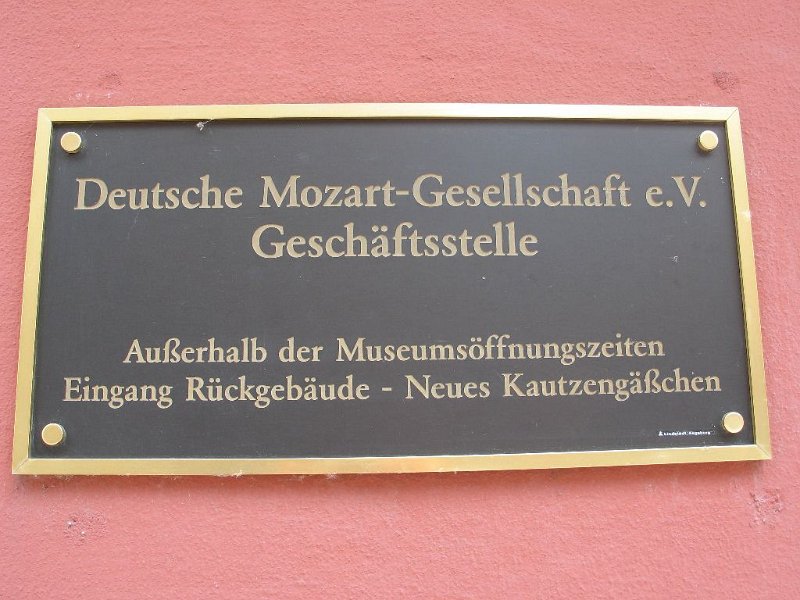 Deutsche Mozart-Gesellschaft e.V.
Geschäftsstelle
Außerhalb der Museumsöffnungszeiten
Eingang Rückgebäude - Neues Kautzengäßchen